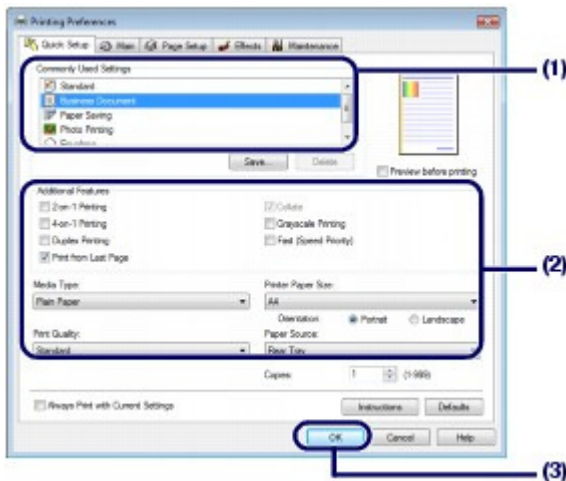 Printing Preferences
Quick Setup Main Page Setup Effects Maintenance
Commonly Used Settings
(1)
Standard
Business Document
Paper Saving
Photo Printing
Envelope
Save... Delete
Preview before printing
Additional Features
2-on-1 Printing
Collate
4-on-1 Printing
Grayscale Printing
Duplex Printing
Fast (Speed Priority)
Print from Last Page
(2)
Media Type:
Printer Paper Size:
Plain Paper
A4
Orientation: Portrait Landscape
Print Quality:
Paper Source:
Standard
Rear Tray
Copies: 1 (1-999)
Always Print with Current Settings
Instructions Defaults
OK Cancel Help
(3)